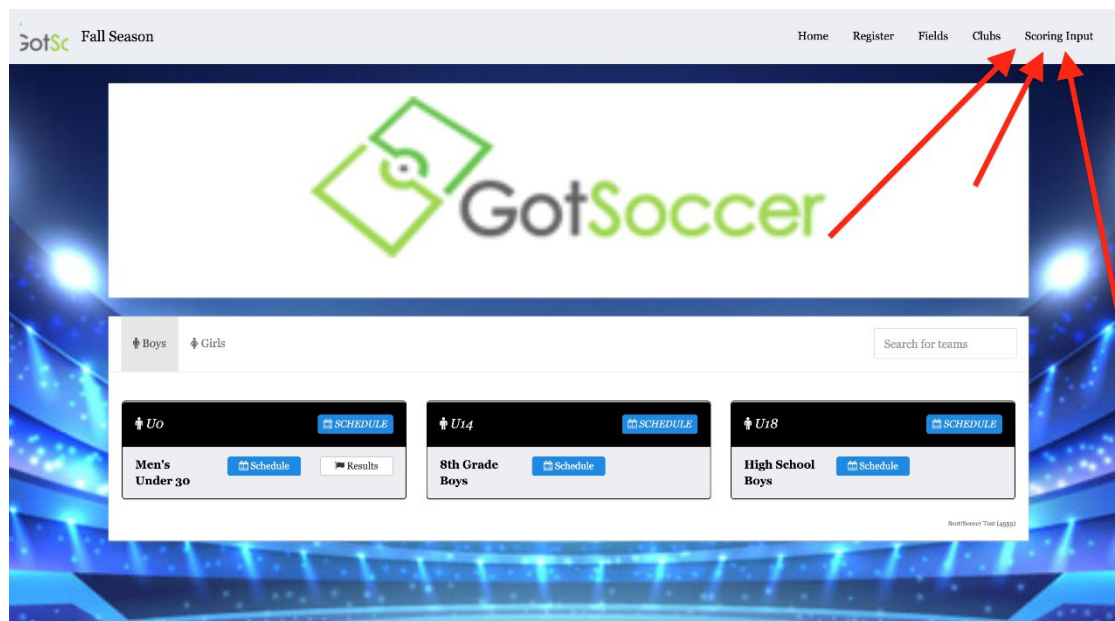 GotSc Fall Season Home Register Fields Clubs Scoring Input
GotSoccer
Boys Girls Search for teams
U0 SCHEDULE U14 SCHEDULE U18 SCHEDULE
Men's Schedule Results 8th Grade Schedule High School Schedule
Under 30 Boys Boys
ScottSoccer Test (4559)